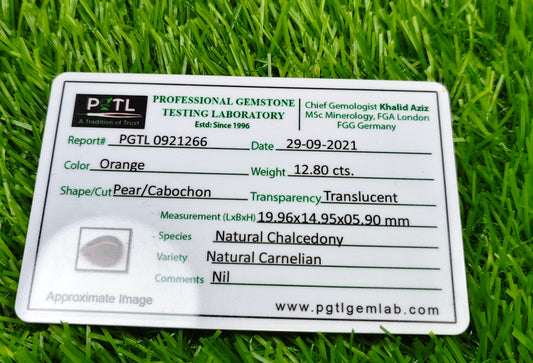 PGTL
A Tradition of Trust
PROFESSIONAL GEMSTONE
TESTING LABORATORY
Estd: Since 1996
Chief Gemologist Khalid Aziz
MSc Minerology, FGA London
FGG Germany
Report# PGTL 0921266 Date 29-09-2021
Color Orange Weight 12.80 cts.
Shape/Cut Pear/Cabochon Transparency Translucent
Measurement (LxBxH) 19.96x14.95x05.90 mm
Species Natural Chalcedony
Variety Natural Carnelian
Comments Nil
Approximate Image
www.pgtlgemlab.com